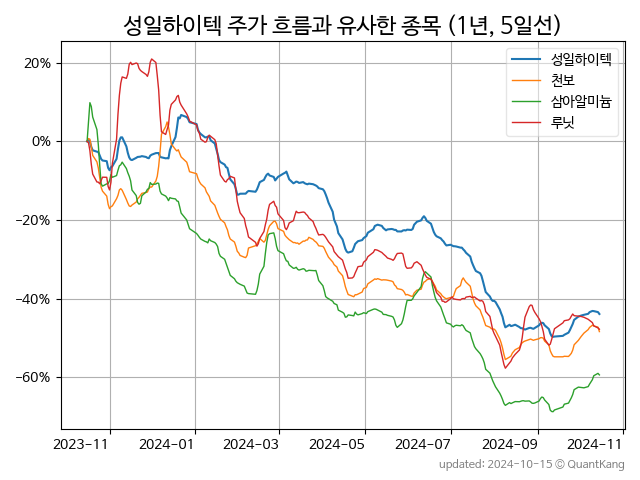 성일하이텍 주가 흐름과 유사한 종목 (1년, 5일선)
성일하이텍
천보
삼아알미늄
루닛
20%
0%
−20%
−40%
−60%
2023-11 2024-01 2024-03 2024-05 2024-07 2024-09 2024-11
updated: 2024-10-15 © QuantKang